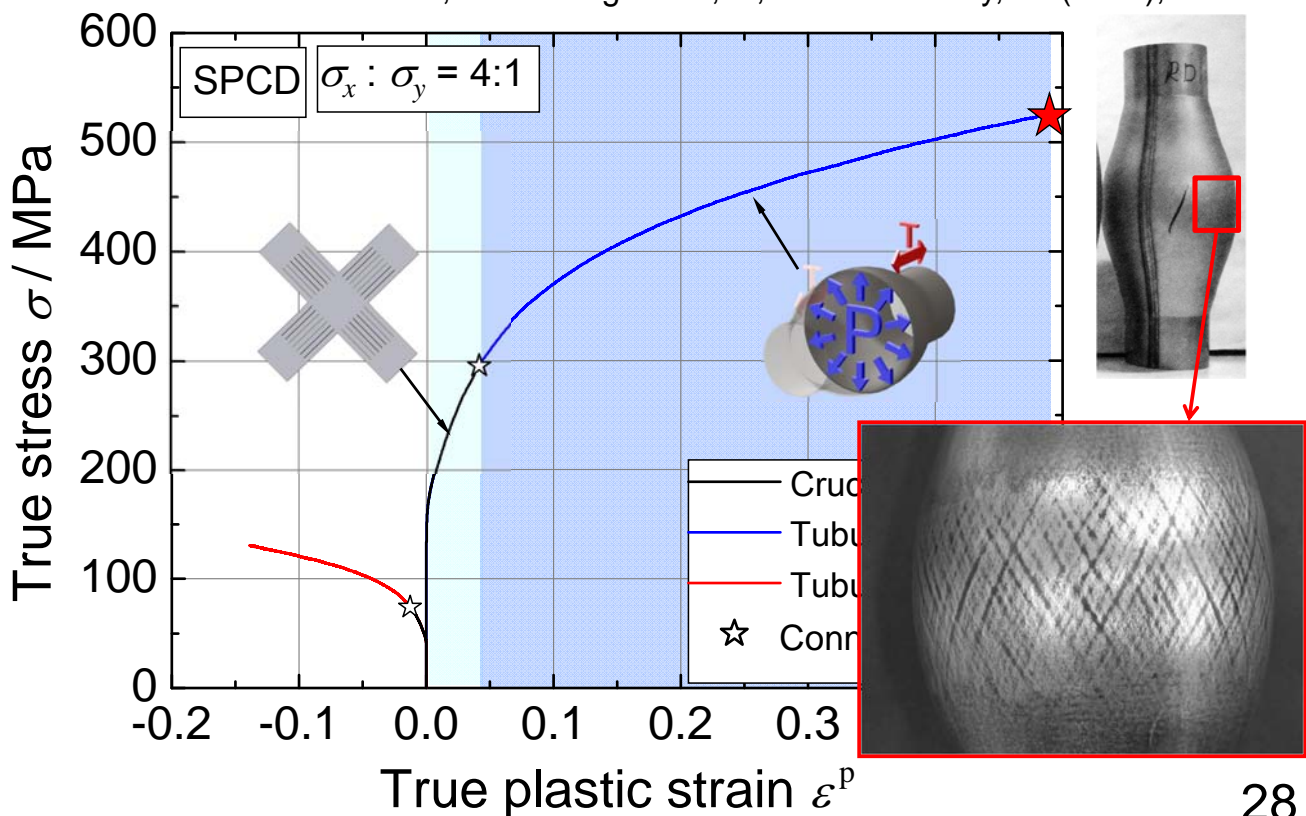 600
500
400
300
200
100
0
True stress σ / MPa
SPCD
σx : σy = 4:1
T
T
P
RD
-0.2 -0.1 0.0 0.1 0.2 0.3
True plastic strain εᵖ
28